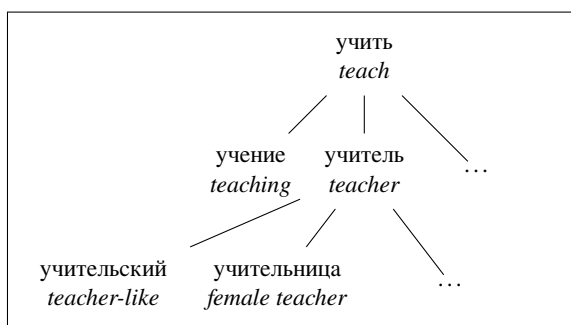 учить
teach
учение учитель ...
teaching teacher
учительский учительница ...
teacher-like female teacher